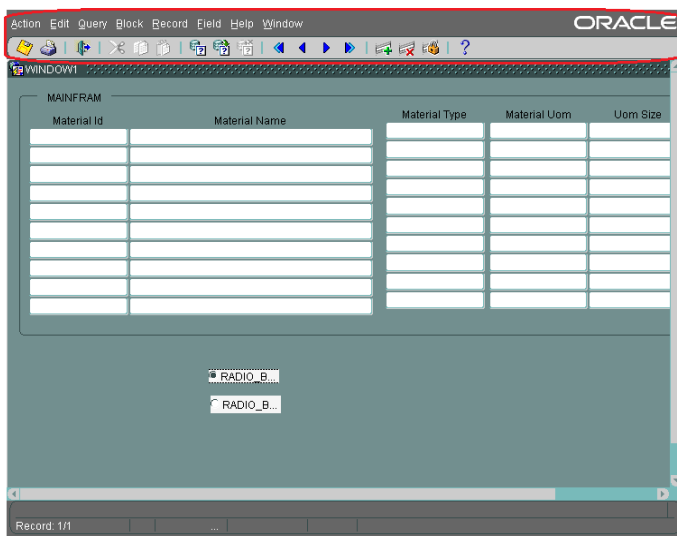 Action Edit Query Block Record Field Help Window ORACLE
?
WINDOW1
MAINFRAM
Material Id Material Name Material Type Material Uom Uom Size
RADIO_B...
RADIO_B...
Record: 1/1 ...